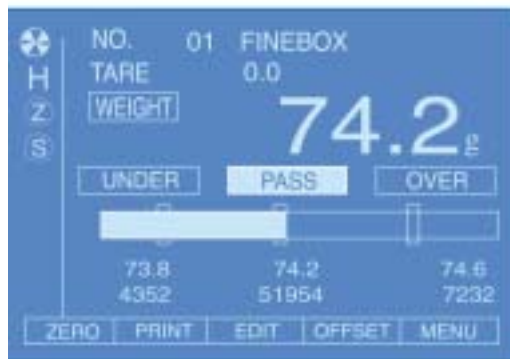 NO. 01 FINEBOX
H TARE 0.0
Z WEIGHT 74.2g
S
UNDER PASS OVER
73.8 74.2 74.6
4352 51954 7232
ZERO PRINT EDIT OFFSET MENU